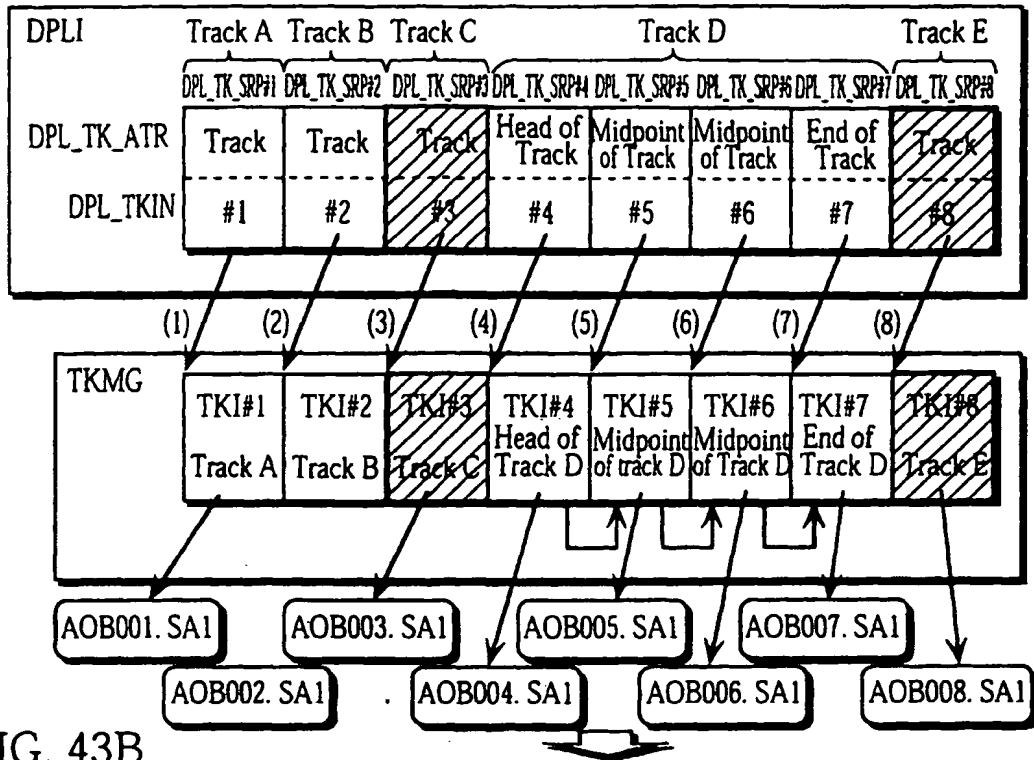 DPLI Track A Track B Track C Track D Track E
DPL_TK_SRP#1 DPL_TK_SRP#2 DPL_TK_SRP#3 DPL_TK_SRP#4 DPL_TK_SRP#5 DPL_TK_SRP#6 DPL_TK_SRP#7 DPL_TK_SRP#8
DPL_TK_ATR Track Track Track Head of Track Midpoint of Track Midpoint of Track End of Track Track
DPL_TKIN #1 #2 #3 #4 #5 #6 #7 #8
(1) (2) (3) (4) (5) (6) (7) (8)
TKMG
TKI#1 TKI#2 TKI#3 TKI#4 TKI#5 TKI#6 TKI#7 TKI#8
Track A Track B Track C Head of Track D Midpoint of track D Midpoint of Track D End of Track D Track E
AOB001. SA1 AOB003. SA1 AOB005. SA1 AOB007. SA1
AOB002. SA1 . AOB004. SA1 AOB006. SA1 AOB008. SA1
IG. 43B